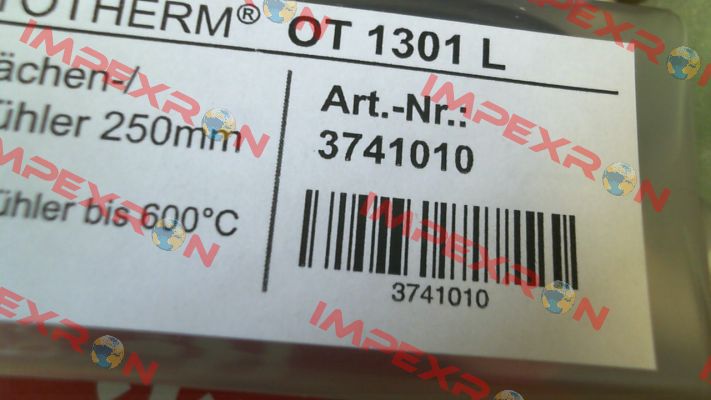 OTHERM® OT 1301 L
ächen-/
ühler 250mm
Art.-Nr.:
3741010
ühler bis 600°C
3741010
IMPEXRON
IMPEXRON
IMPEXRON
IMPEXRON
IMPEXRON